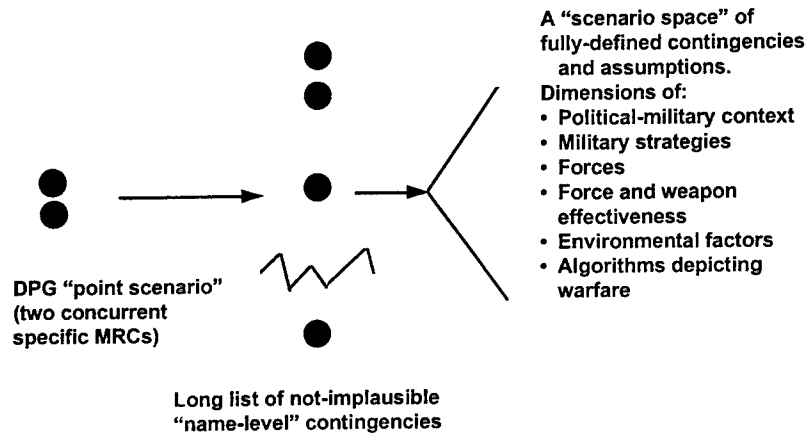 DPG “point scenario”
(two concurrent
specific MRCs)
Long list of not-implausible
“name-level” contingencies
A “scenario space” of
fully-defined contingencies
and assumptions.
Dimensions of:
• Political-military context
• Military strategies
• Forces
• Force and weapon
effectiveness
• Environmental factors
• Algorithms depicting
warfare